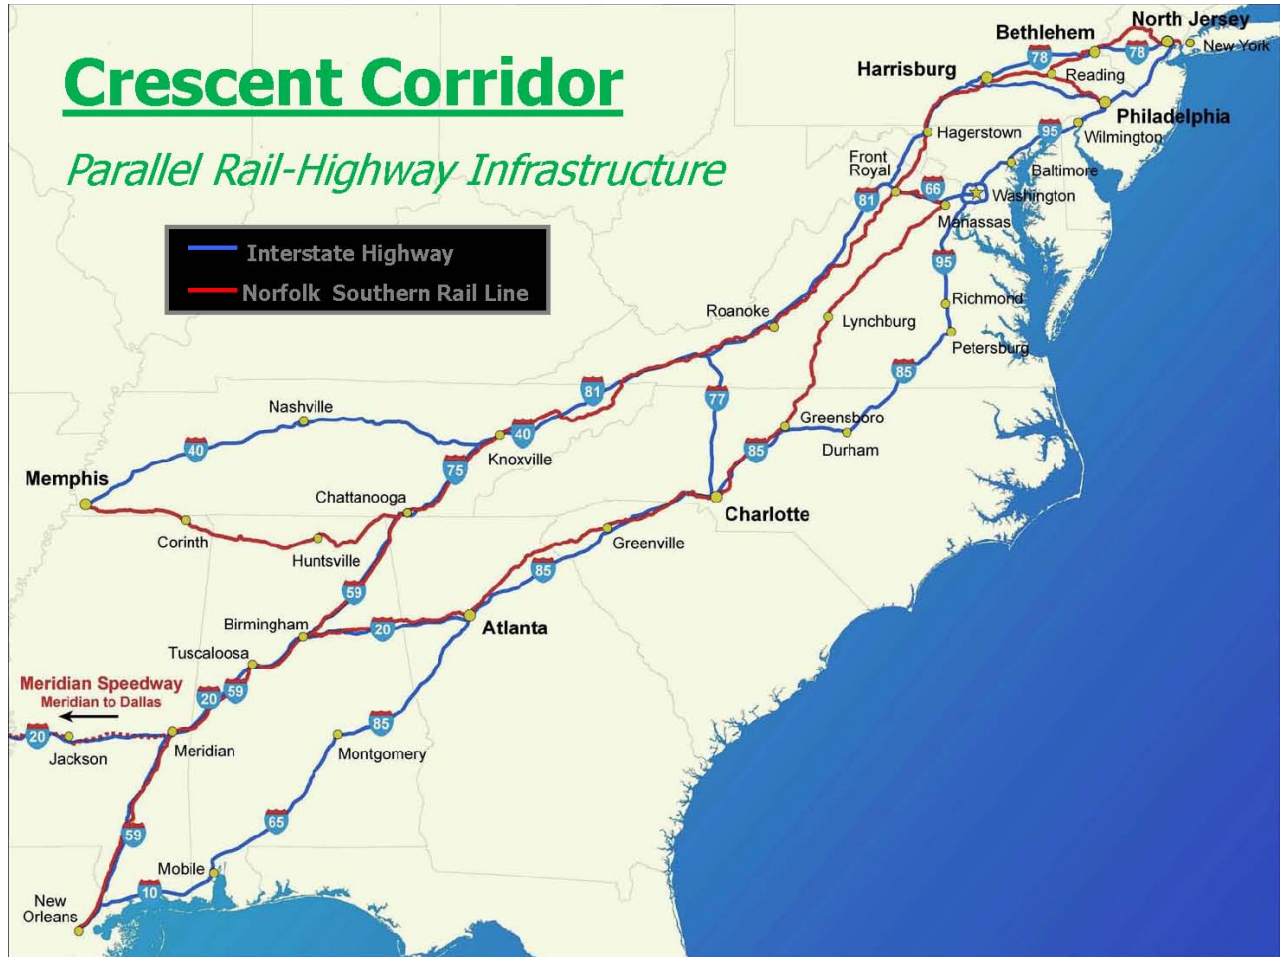 Crescent Corridor
Parallel Rail-Highway Infrastructure
Interstate Highway
Norfolk Southern Rail Line
North Jersey
Bethlehem
New York
78
78
Harrisburg
Reading
Philadelphia
Hagerstown
95
Wilmington
Front
Royal
Baltimore
66
81
Washington
Manassas
95
Richmond
Roanoke
Lynchburg
Petersburg
85
81
77
Nashville
Greensboro
40
40
Durham
85
Knoxville
75
Memphis
Chattanooga
Charlotte
Corinth
Huntsville
Greenville
85
59
Birmingham
20
Atlanta
Tuscaloosa
Meridian Speedway
Meridian to Dallas
20
59
85
20
Jackson
Meridian
Montgomery
65
59
Mobile
10
New
Orleans